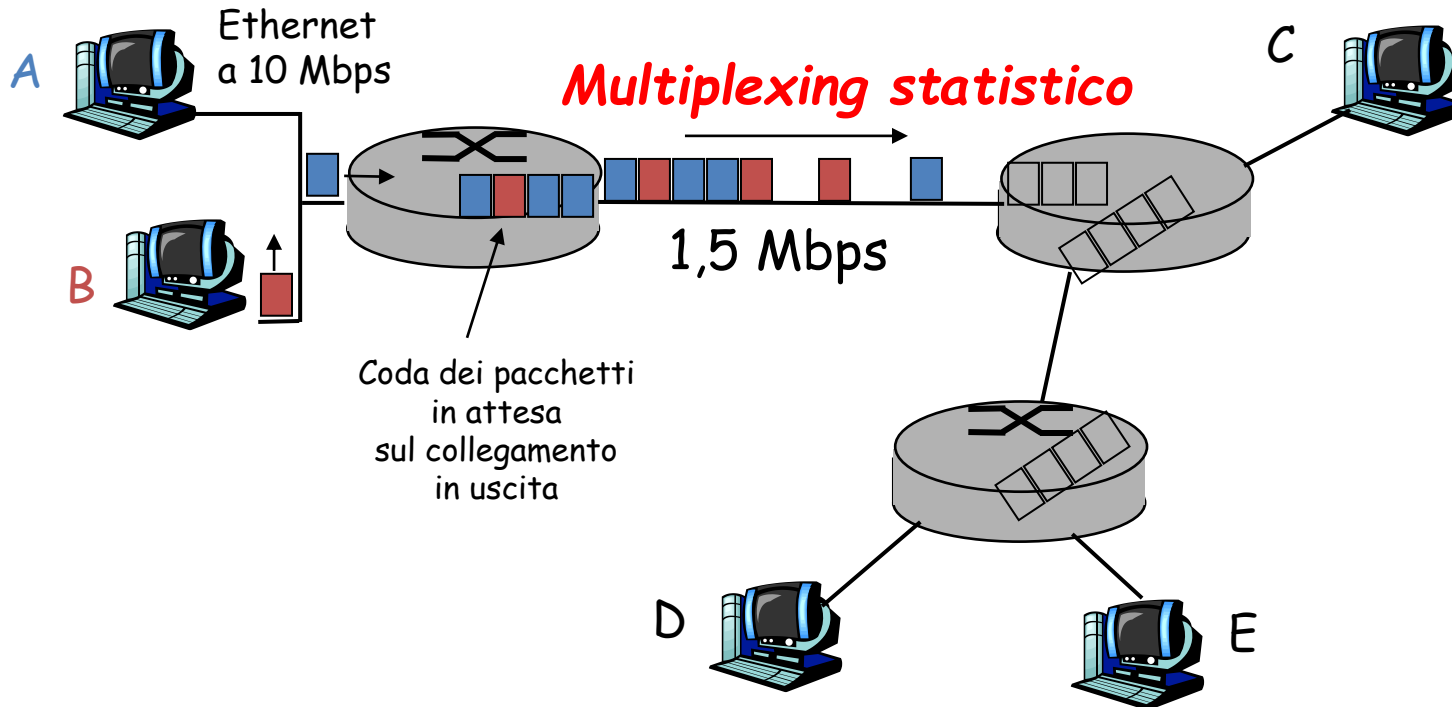 A
Ethernet
a 10 Mbps
Multiplexing statistico
C
B
1,5 Mbps
Coda dei pacchetti
in attesa
sul collegamento
in uscita
D
E